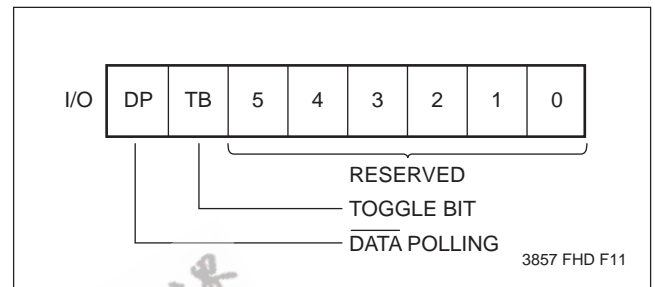 I/O DP TB 5 4 3 2 1 0
RESERVED
TOGGLE BIT
DATA POLLING
3857 FHD F11